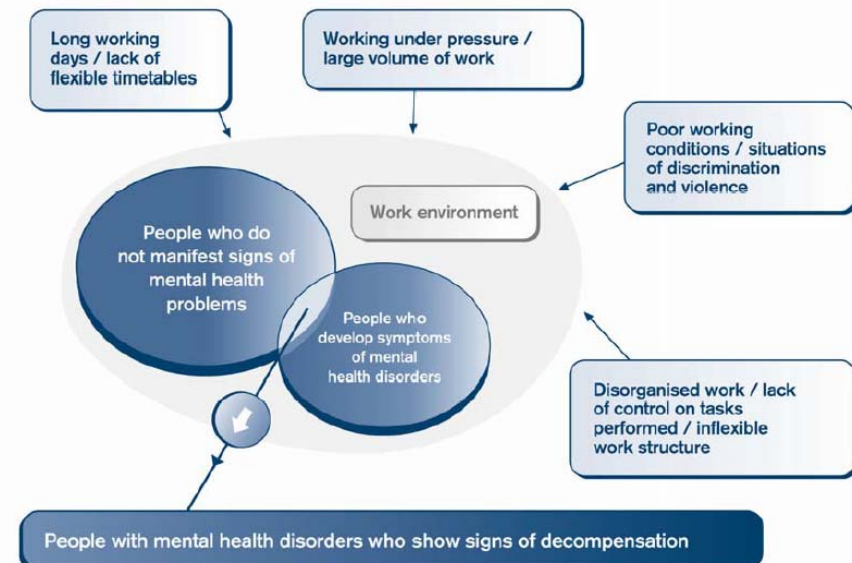 Long working
days / lack of
flexible timetables
Working under pressure /
large volume of work
Poor working
conditions / situations
of discrimination
and violence
Work environment
People who do
not manifest signs of
mental health
problems
People who
develop symptoms
of mental
health disorders
Disorganised work / lack
of control on tasks
performed / inflexible
work structure
People with mental health disorders who show signs of decompensation